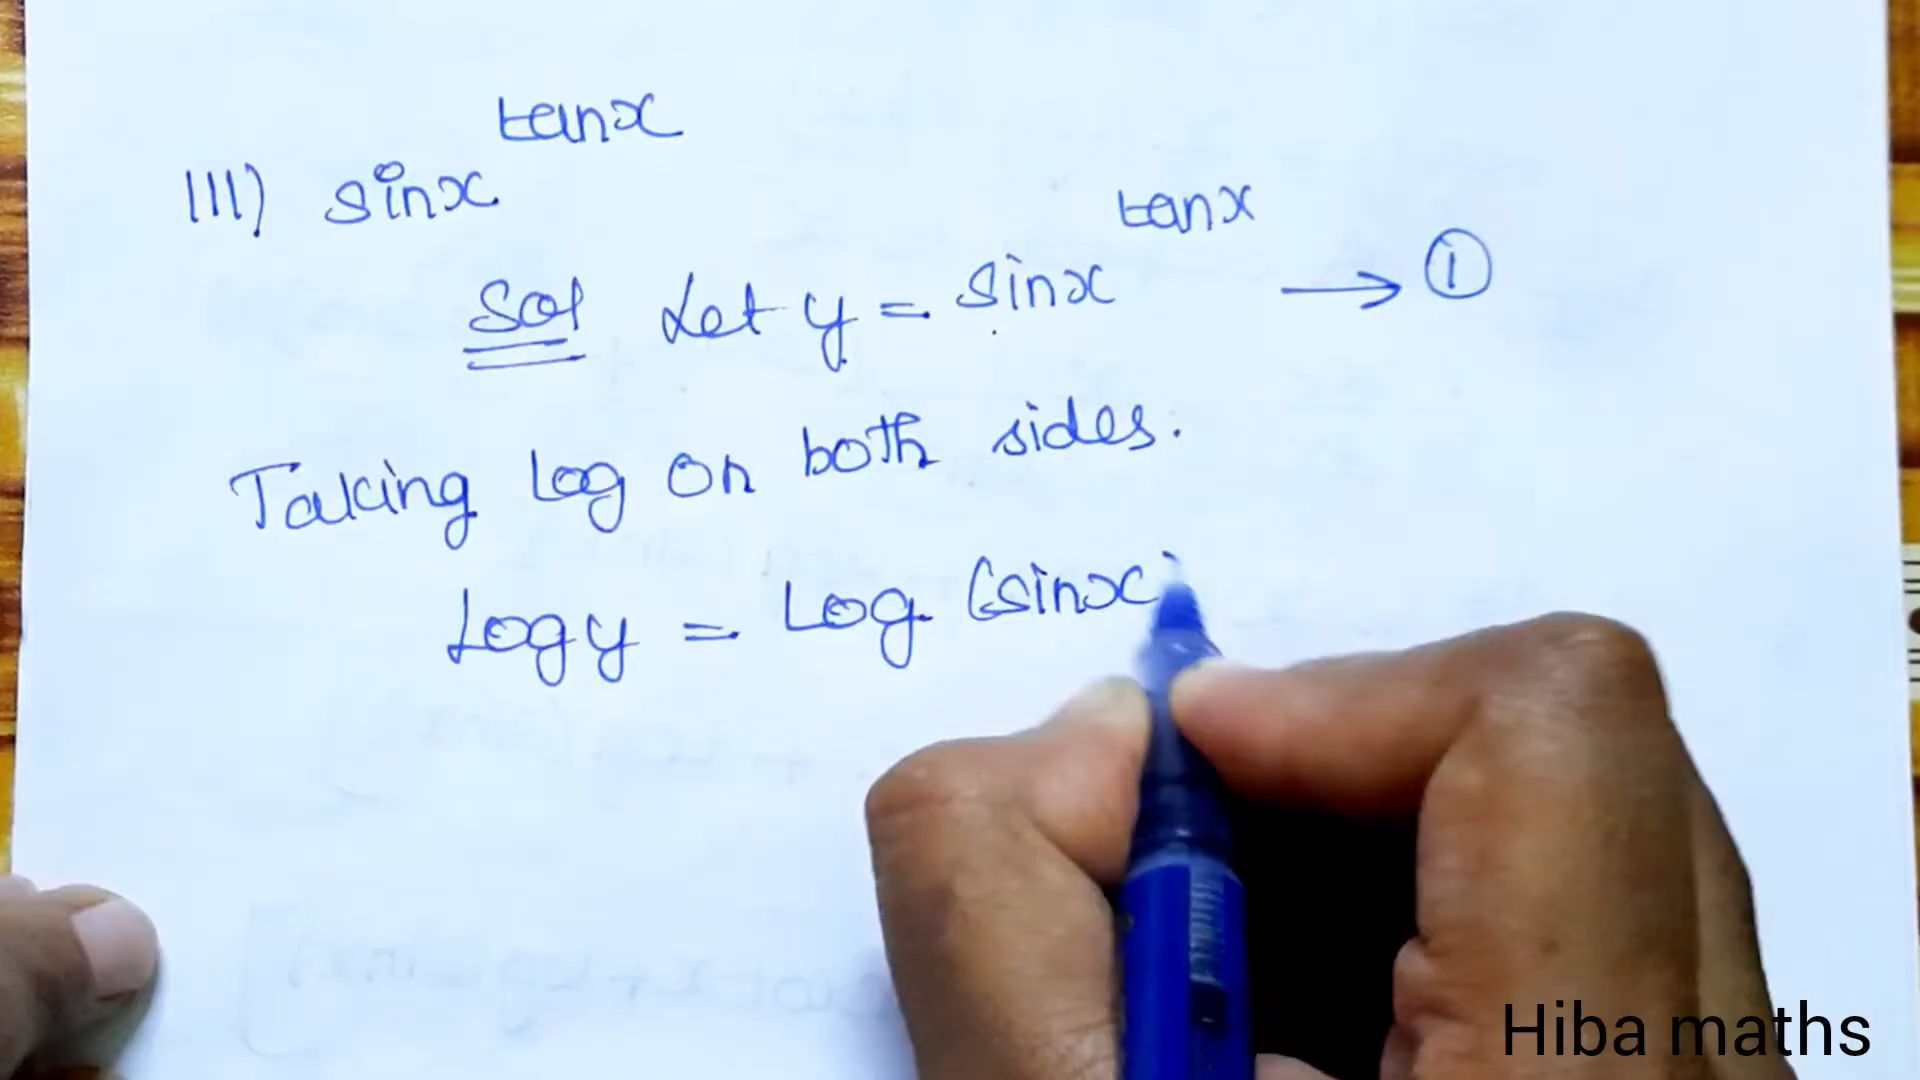 tanx
III) sinx
tanx
Sol Let y = sinx → ①
Taking Log on both sides.
Log y = Log (sinx)
Hiba maths